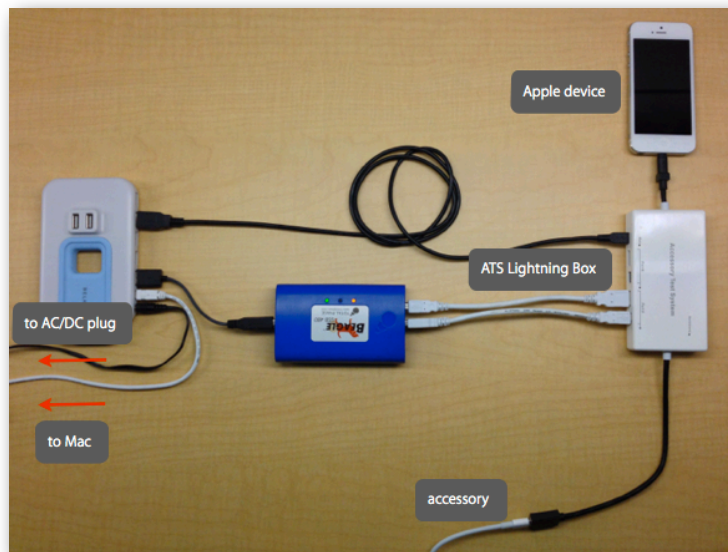 Apple device
ATS Lightning Box
Accessory Test System
to AC/DC plug
BEAGLE
to Mac
accessory